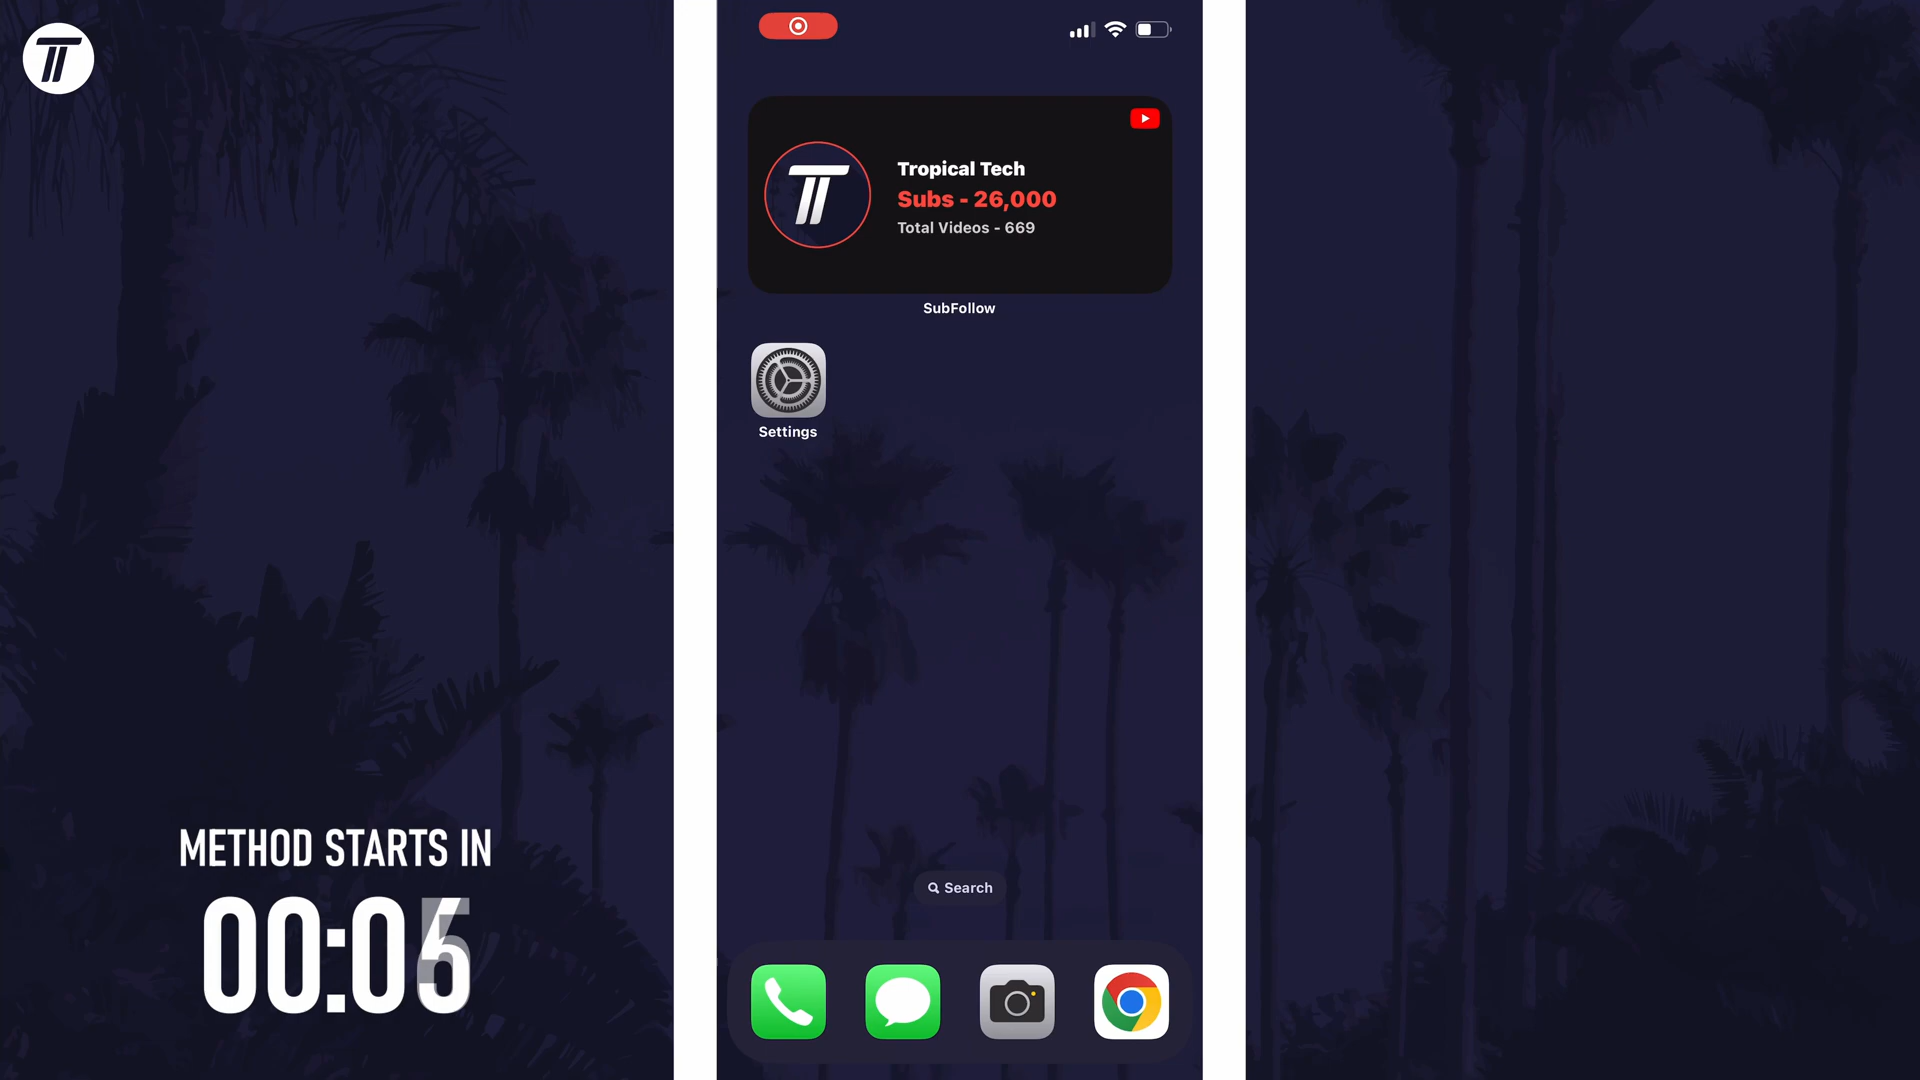 Tropical Tech
Subs - 26,000
Total Videos - 669
SubFollow
Settings
Search
METHOD STARTS IN